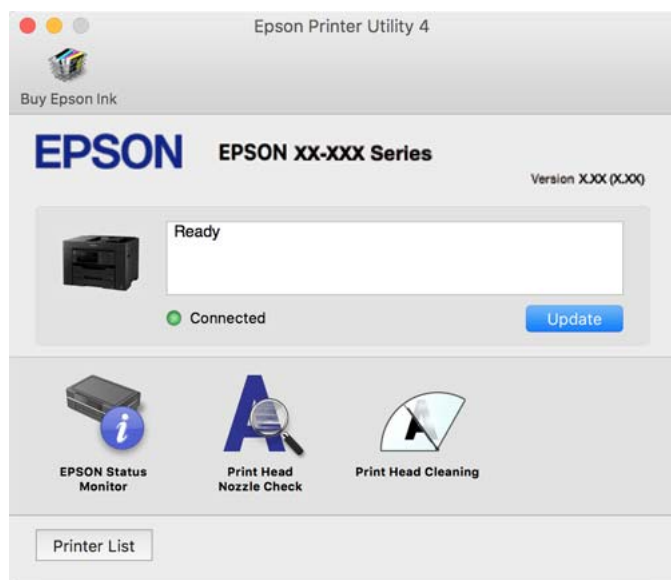 Epson Printer Utility 4
Buy Epson Ink
EPSON
EPSON XX-XXX Series
Version X.XX (X.XX)
Ready
Connected
Update
EPSON Status
Monitor
Print Head
Nozzle Check
Print Head Cleaning
Printer List